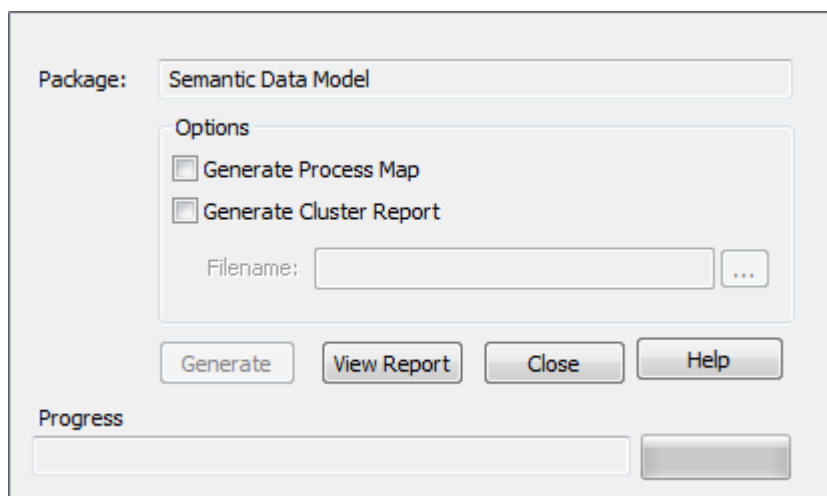 Package: Semantic Data Model
Options
Generate Process Map
Generate Cluster Report
Filename: ...
Generate View Report Close Help
Progress